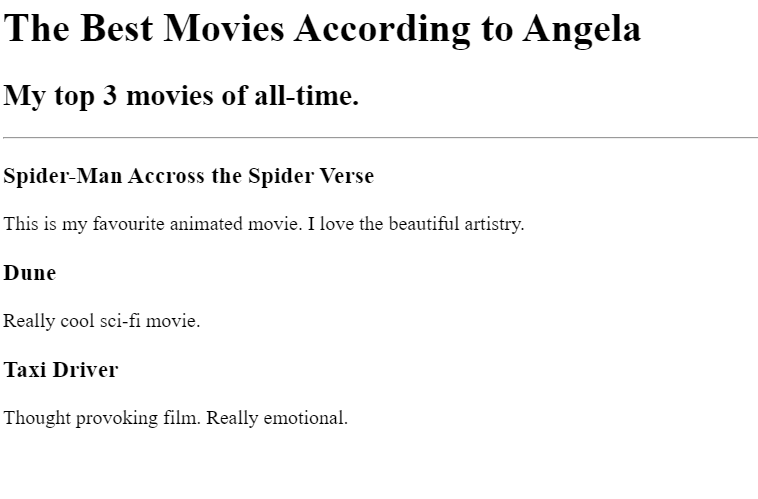 The Best Movies According to Angela
My top 3 movies of all-time.
Spider-Man Accross the Spider Verse
This is my favourite animated movie. I love the beautiful artistry.
Dune
Really cool sci-fi movie.
Taxi Driver
Thought provoking film. Really emotional.